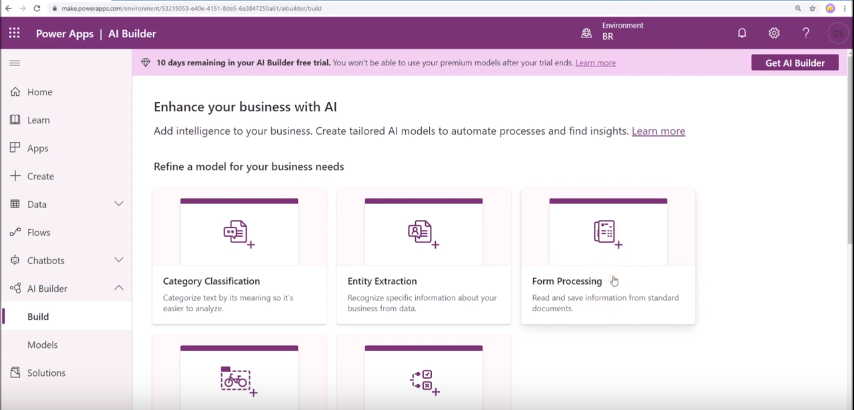 make.powerapps.com/environment/53215053-e40e-4151-8de5-6a3847250a61/aibuilder/build
Power Apps | AI Builder
Environment
BR
10 days remaining in your AI Builder free trial. You won't be able to use your premium models after your trial ends. Learn more
Get AI Builder
Home
Learn
Apps
Create
Data
Flows
Chatbots
AI Builder
Build
Models
Solutions
Enhance your business with AI
Add intelligence to your business. Create tailored AI models to automate processes and find insights. Learn more
Refine a model for your business needs
Category Classification
Categorize text by its meaning so it's
easier to analyze.
Entity Extraction
Recognize specific information about your
business from data.
Form Processing
Read and save information from standard
documents.